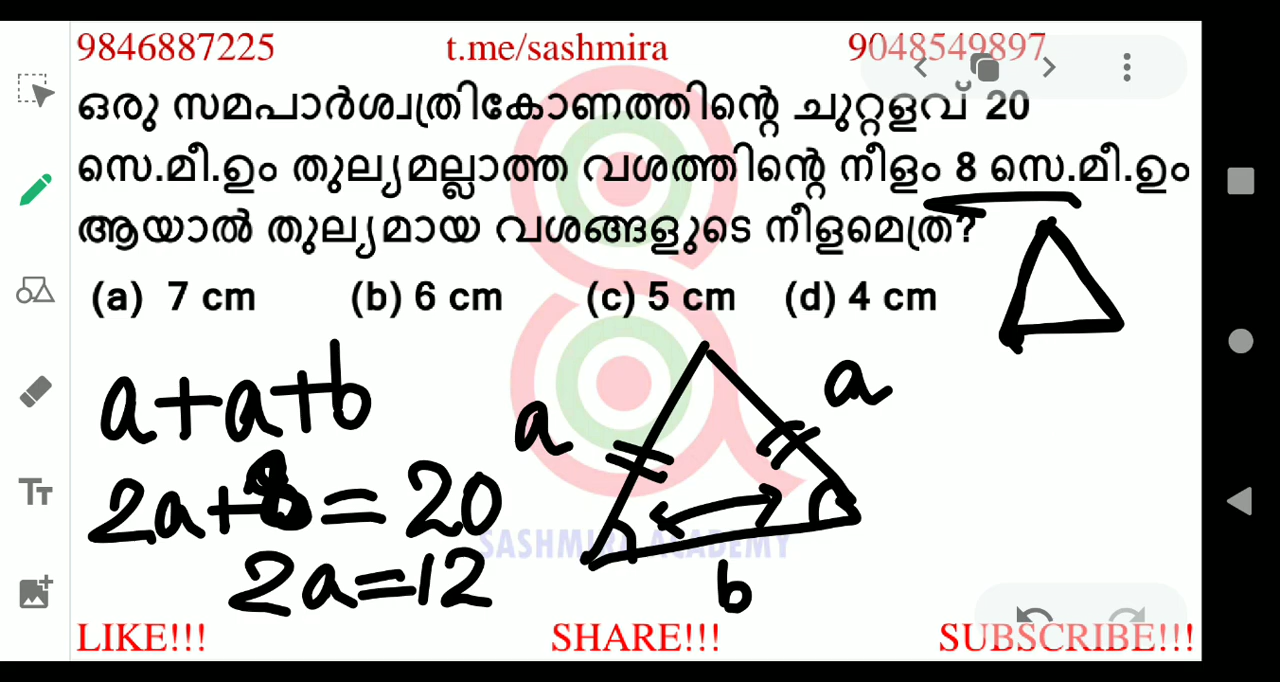 9846887225 t.me/sashmira 9048549897
ഒരു സമപാർശ്വത്രികോണത്തിന്റെ ചുറ്റളവ് 20
സെ.മീ.ഉം തുല്യമല്ലാത്ത വശത്തിന്റെ നീളം 8 സെ.മീ.ഉം
ആയാൽ തുല്യമായ വശങ്ങളുടെ നീളമെത്ര?
(a) 7 cm (b) 6 cm (c) 5 cm (d) 4 cm
a+a+b
a
a
2a+8=20
SASHMIRA ACADEMY
2a=12
b
LIKE!!! SHARE!!! SUBSCRIBE!!!
Tт